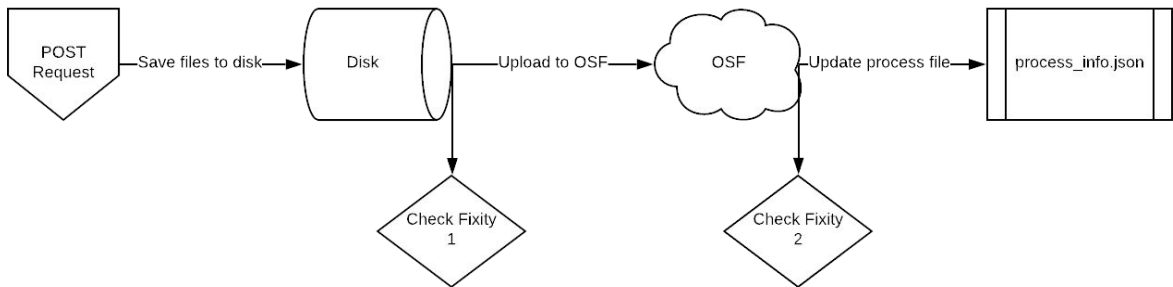 POST
Request
Save files to disk
Disk
Upload to OSF
OSF
Update process file
process_info.json
Check Fixity
1
Check Fixity
2